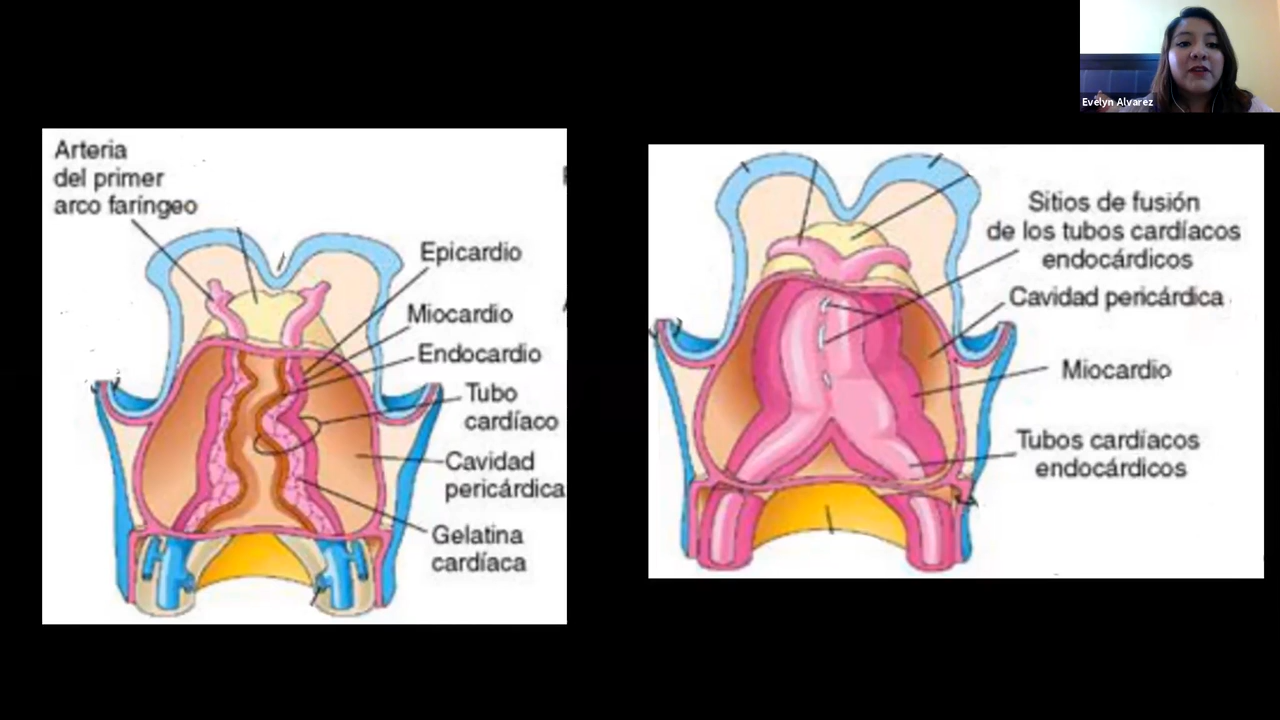 Evelyn Alvarez
Arteria
del primer
arco faríngeo
Epicardio
Miocardio
Endocardio
Tubo
cardíaco
Cavidad
pericárdica
Gelatina
cardíaca
Sitios de fusión
de los tubos cardíacos
endocárdicos
Cavidad pericárdica
Miocardio
Tubos cardíacos
endocárdicos